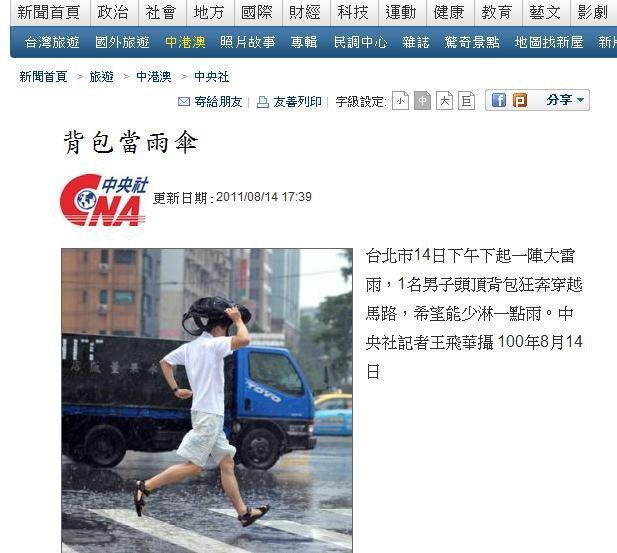 新聞首頁 政治 社會 地方 國際 財經 科技 運動 健康 教育 藝文 影劇
台灣旅遊 國外旅遊 中港澳 照片故事 專輯 民調中心 雜誌 驚奇景點 地圖找新屋 新
新聞首頁 > 旅遊 > 中港澳 > 中央社
寄給朋友 | 友善列印 | 字級設定: 小 中 大 巨 分享
背包當雨傘
中央社
CNA
更新日期:2011/08/14 17:39
台北市14日下午下起一陣大雷
雨,1名男子頭頂背包狂奔穿越
馬路,希望能少淋一點雨。中
央社記者王飛華攝 100年8月14
日